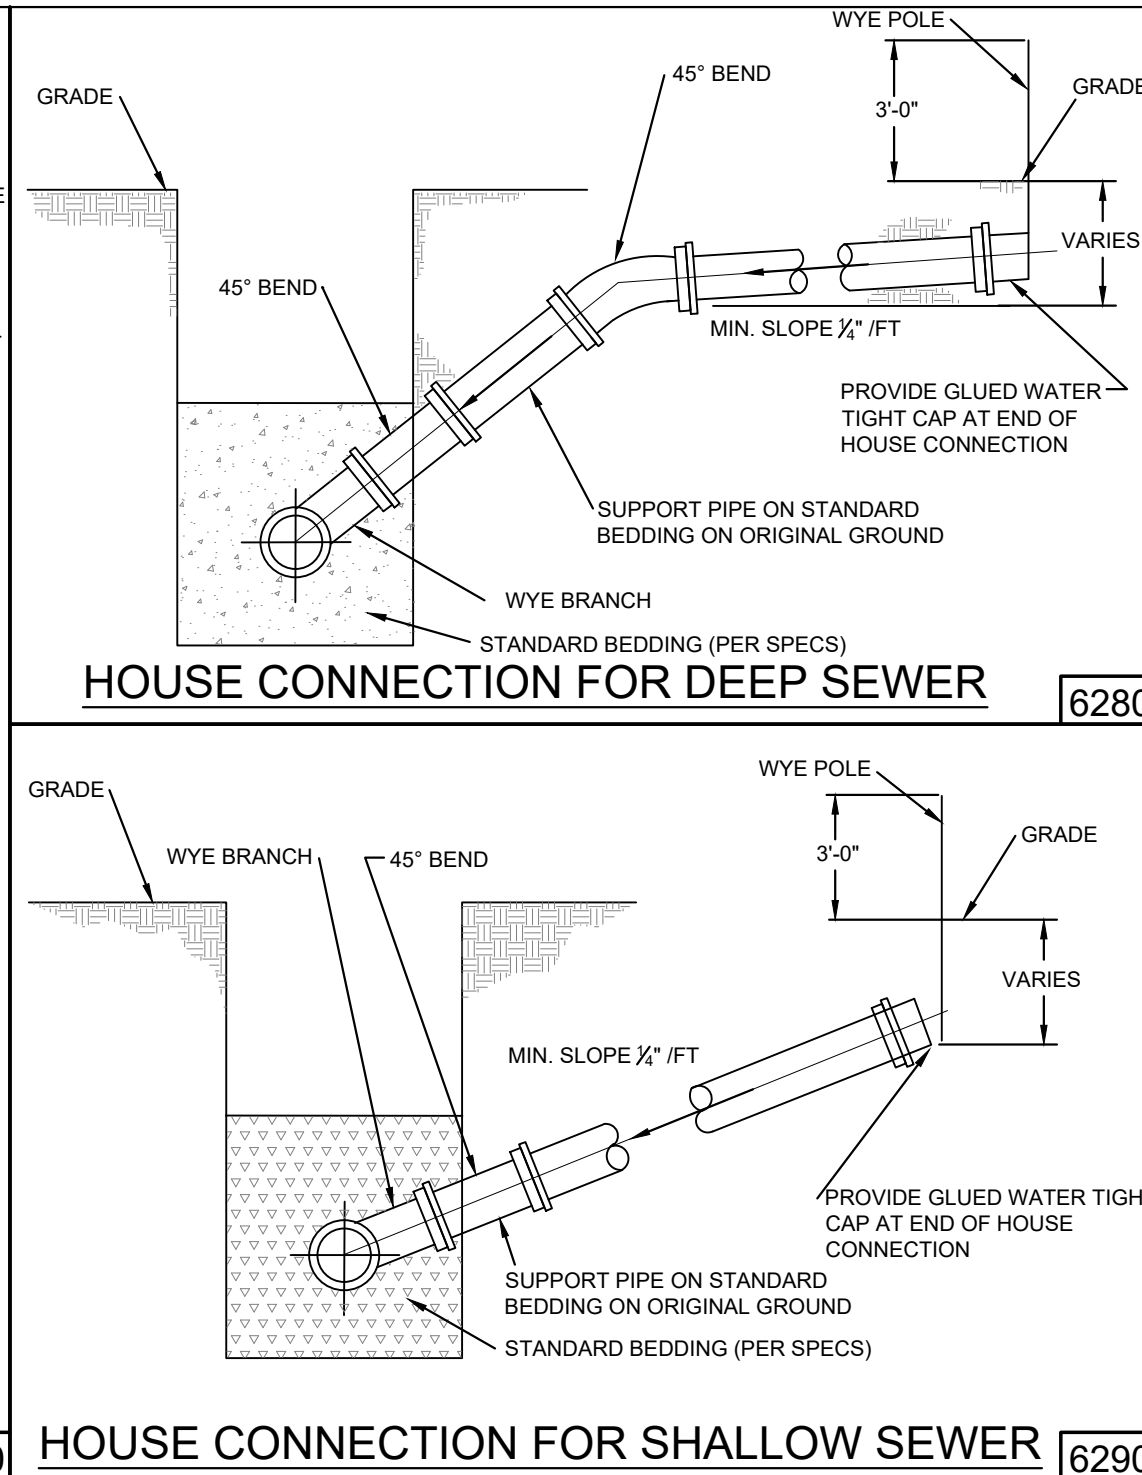 WYE POLE
45° BEND
GRADE
3'-0"
GRADE
VARIES
45° BEND
MIN. SLOPE ¼" /FT
PROVIDE GLUED WATER
TIGHT CAP AT END OF
HOUSE CONNECTION
SUPPORT PIPE ON STANDARD
BEDDING ON ORIGINAL GROUND
WYE BRANCH
STANDARD BEDDING (PER SPECS)
HOUSE CONNECTION FOR DEEP SEWER
6280
WYE POLE
GRADE
WYE BRANCH
45° BEND
3'-0"
GRADE
VARIES
MIN. SLOPE ¼" /FT
PROVIDE GLUED WATER TIGH
CAP AT END OF HOUSE
CONNECTION
SUPPORT PIPE ON STANDARD
BEDDING ON ORIGINAL GROUND
STANDARD BEDDING (PER SPECS)
HOUSE CONNECTION FOR SHALLOW SEWER
6290